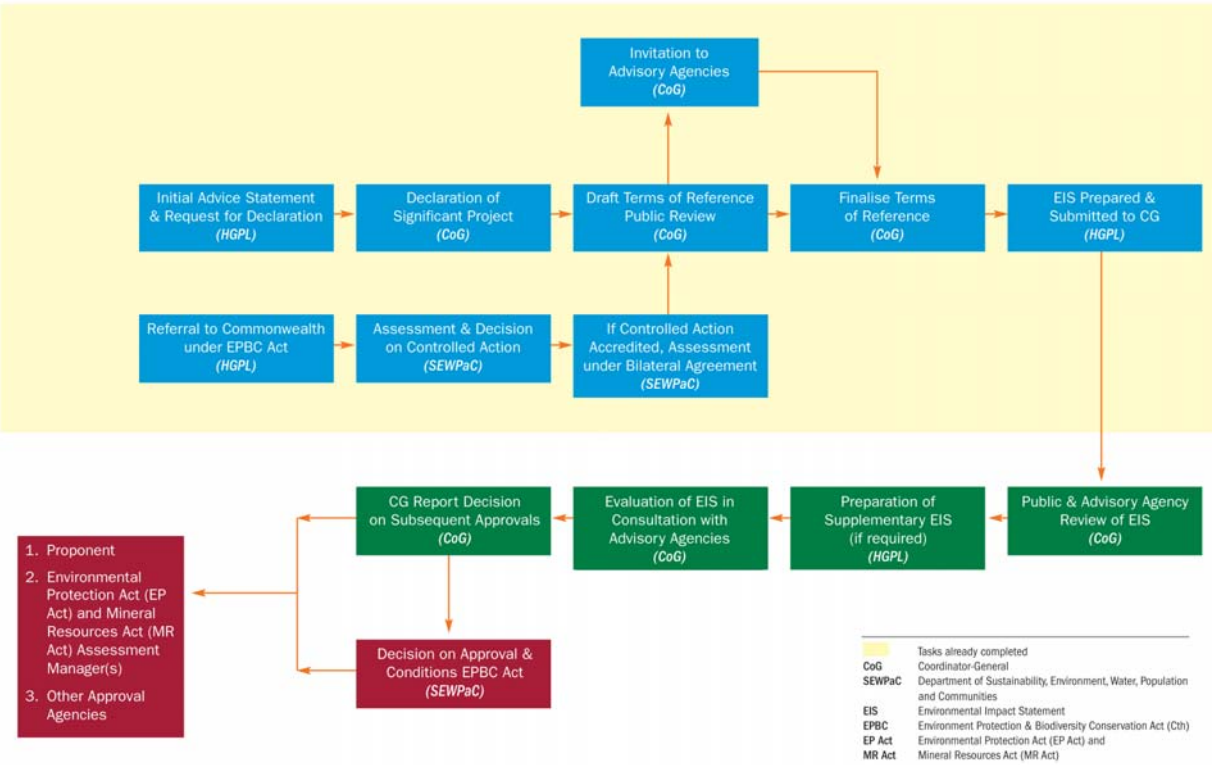 Invitation to
Advisory Agencies
(CoG)
Initial Advice Statement
& Request for Declaration
(HGPL)
Declaration of
Significant Project
(CoG)
Draft Terms of Reference
Public Review
(CoG)
Finalise Terms
of Reference
(CoG)
EIS Prepared &
Submitted to CG
(HGPL)
Referral to Commonwealth
under EPBC Act
(HGPL)
Assessment & Decision
on Controlled Action
(SEWPaC)
If Controlled Action
Accredited, Assessment
under Bilateral Agreement
(SEWPaC)
CG Report Decision
on Subsequent Approvals
(CoG)
Evaluation of EIS in
Consultation with
Advisory Agencies
(CoG)
Preparation of
Supplementary EIS
(if required)
(HGPL)
Public & Advisory Agency
Review of EIS
(CoG)
1. Proponent
2. Environmental
Protection Act (EP
Act) and Mineral
Resources Act (MR
Act) Assessment
Manager(s)
3. Other Approval
Agencies
Decision on Approval &
Conditions EPBC Act
(SEWPaC)
Tasks already completed
CoG Coordinator-General
SEWPaC Department of Sustainability, Environment, Water, Population
and Communities
EIS Environmental Impact Statement
EPBC Environment Protection & Biodiversity Conservation Act (Cth)
EP Act Environmental Protection Act (EP Act) and
MR Act Mineral Resources Act (MR Act)